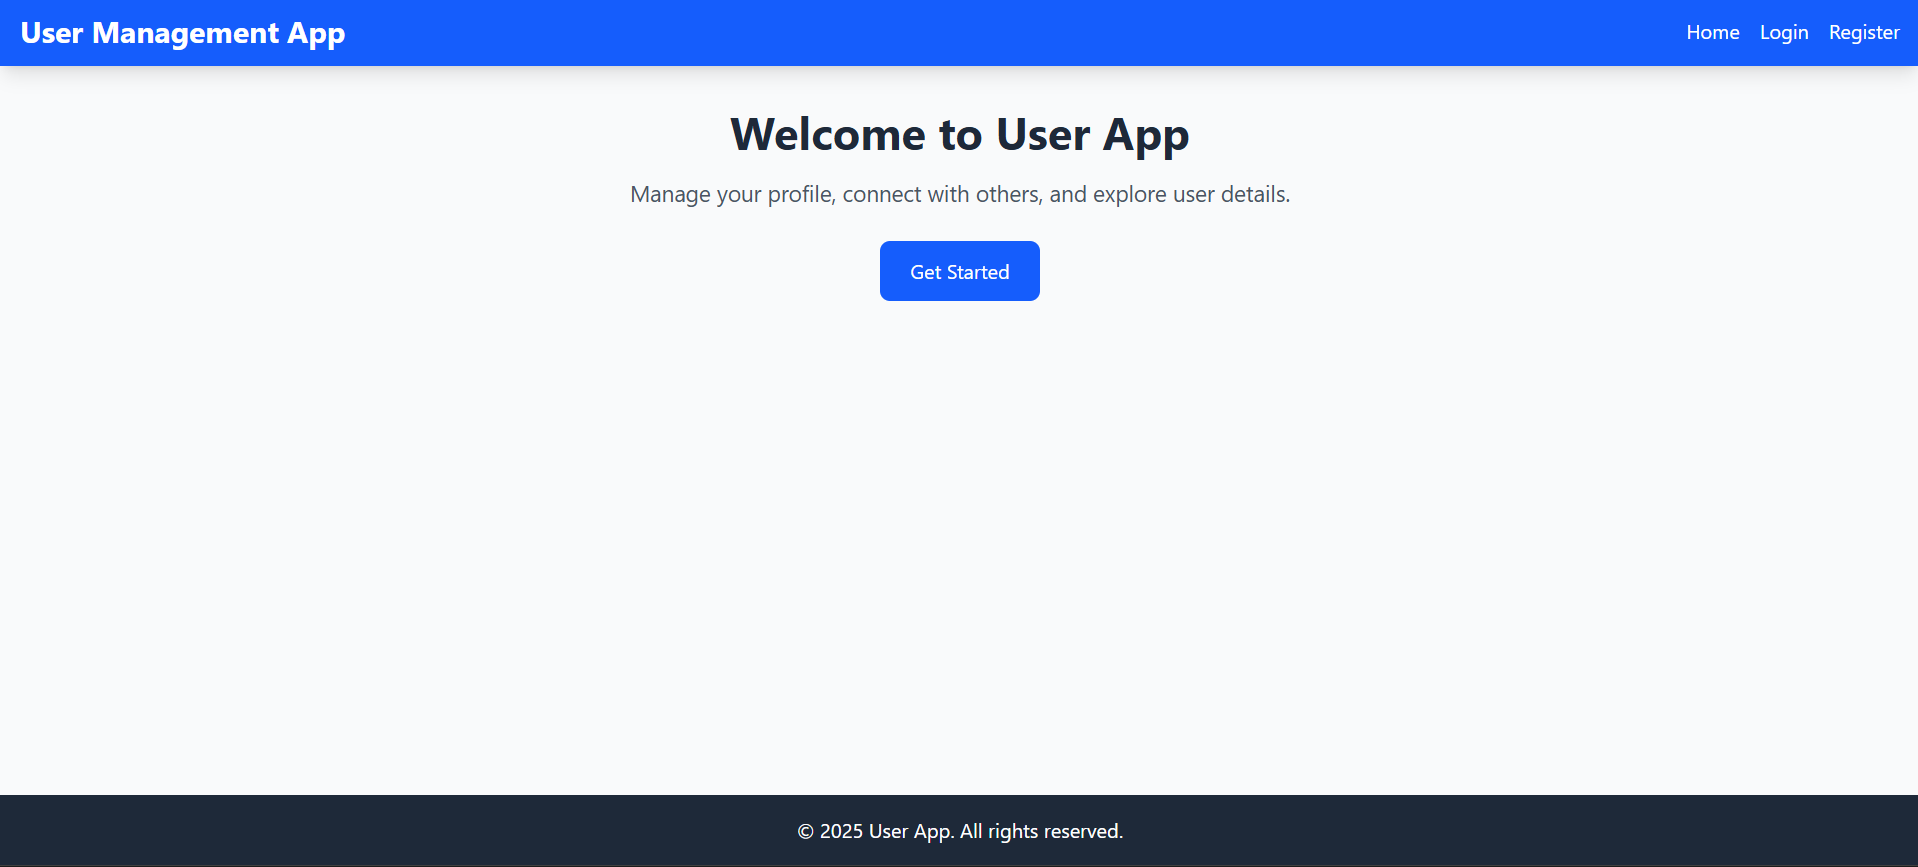 User Management App
Home Login Register
Welcome to User App
Manage your profile, connect with others, and explore user details.
Get Started
© 2025 User App. All rights reserved.